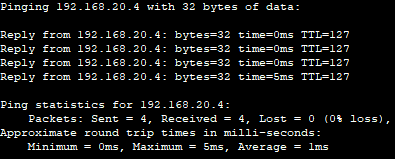 Pinging 192.168.20.4 with 32 bytes of data:
Reply from 192.168.20.4: bytes=32 time=0ms TTL=127
Reply from 192.168.20.4: bytes=32 time=0ms TTL=127
Reply from 192.168.20.4: bytes=32 time=0ms TTL=127
Reply from 192.168.20.4: bytes=32 time=5ms TTL=127
Ping statistics for 192.168.20.4:
Packets: Sent = 4, Received = 4, Lost = 0 (0% loss),
Approximate round trip times in milli-seconds:
Minimum = 0ms, Maximum = 5ms, Average = 1ms